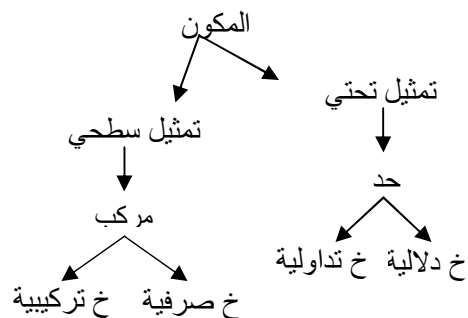 المكون
تمثيل تحتي
تمثيل سطحي
حد
مركب
خ دلالية خ تداولية
خ صرفية خ تركيبية